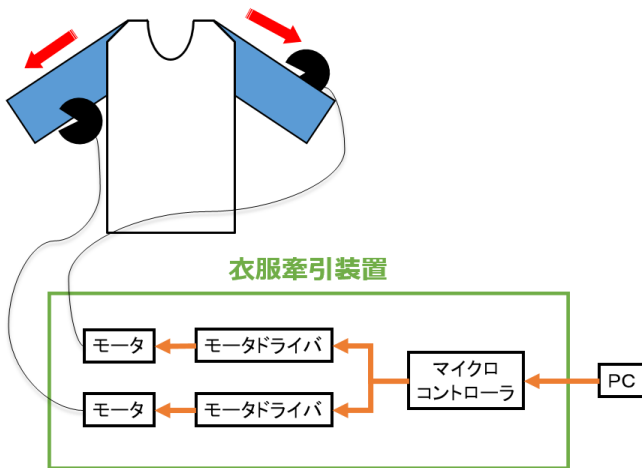 衣服牽引装置
モータ
モータドライバ
マイクロ
コントローラ
PC
モータ
モータドライバ